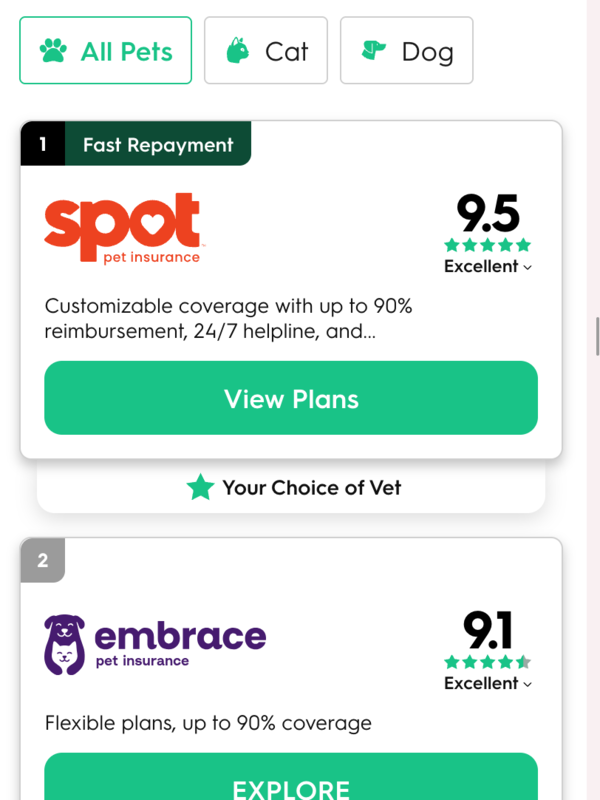 All Pets
Cat
Dog
1
Fast Repayment
spot
pet insurance
9.5
Excellent
Customizable coverage with up to 90%
reimbursement, 24/7 helpline, and...
View Plans
Your Choice of Vet
2
embrace
pet insurance
9.1
Excellent
Flexible plans, up to 90% coverage
EXPLORE